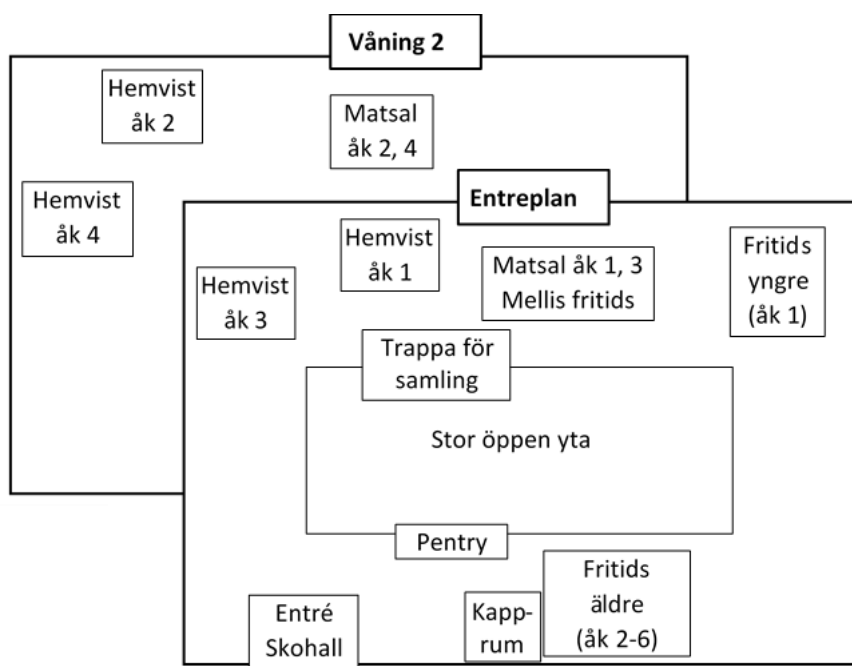 Våning 2
Hemvist
åk 2
Matsal
åk 2, 4
Hemvist
åk 4
Entreplan
Hemvist
åk 1
Matsal åk 1, 3
Mellis fritids
Fritids
yngre
(åk 1)
Hemvist
åk 3
Trappa för
samling
Stor öppen yta
Pentry
Fritids
äldre
(åk 2-6)
Entré
Skohall
Kapp-
rum